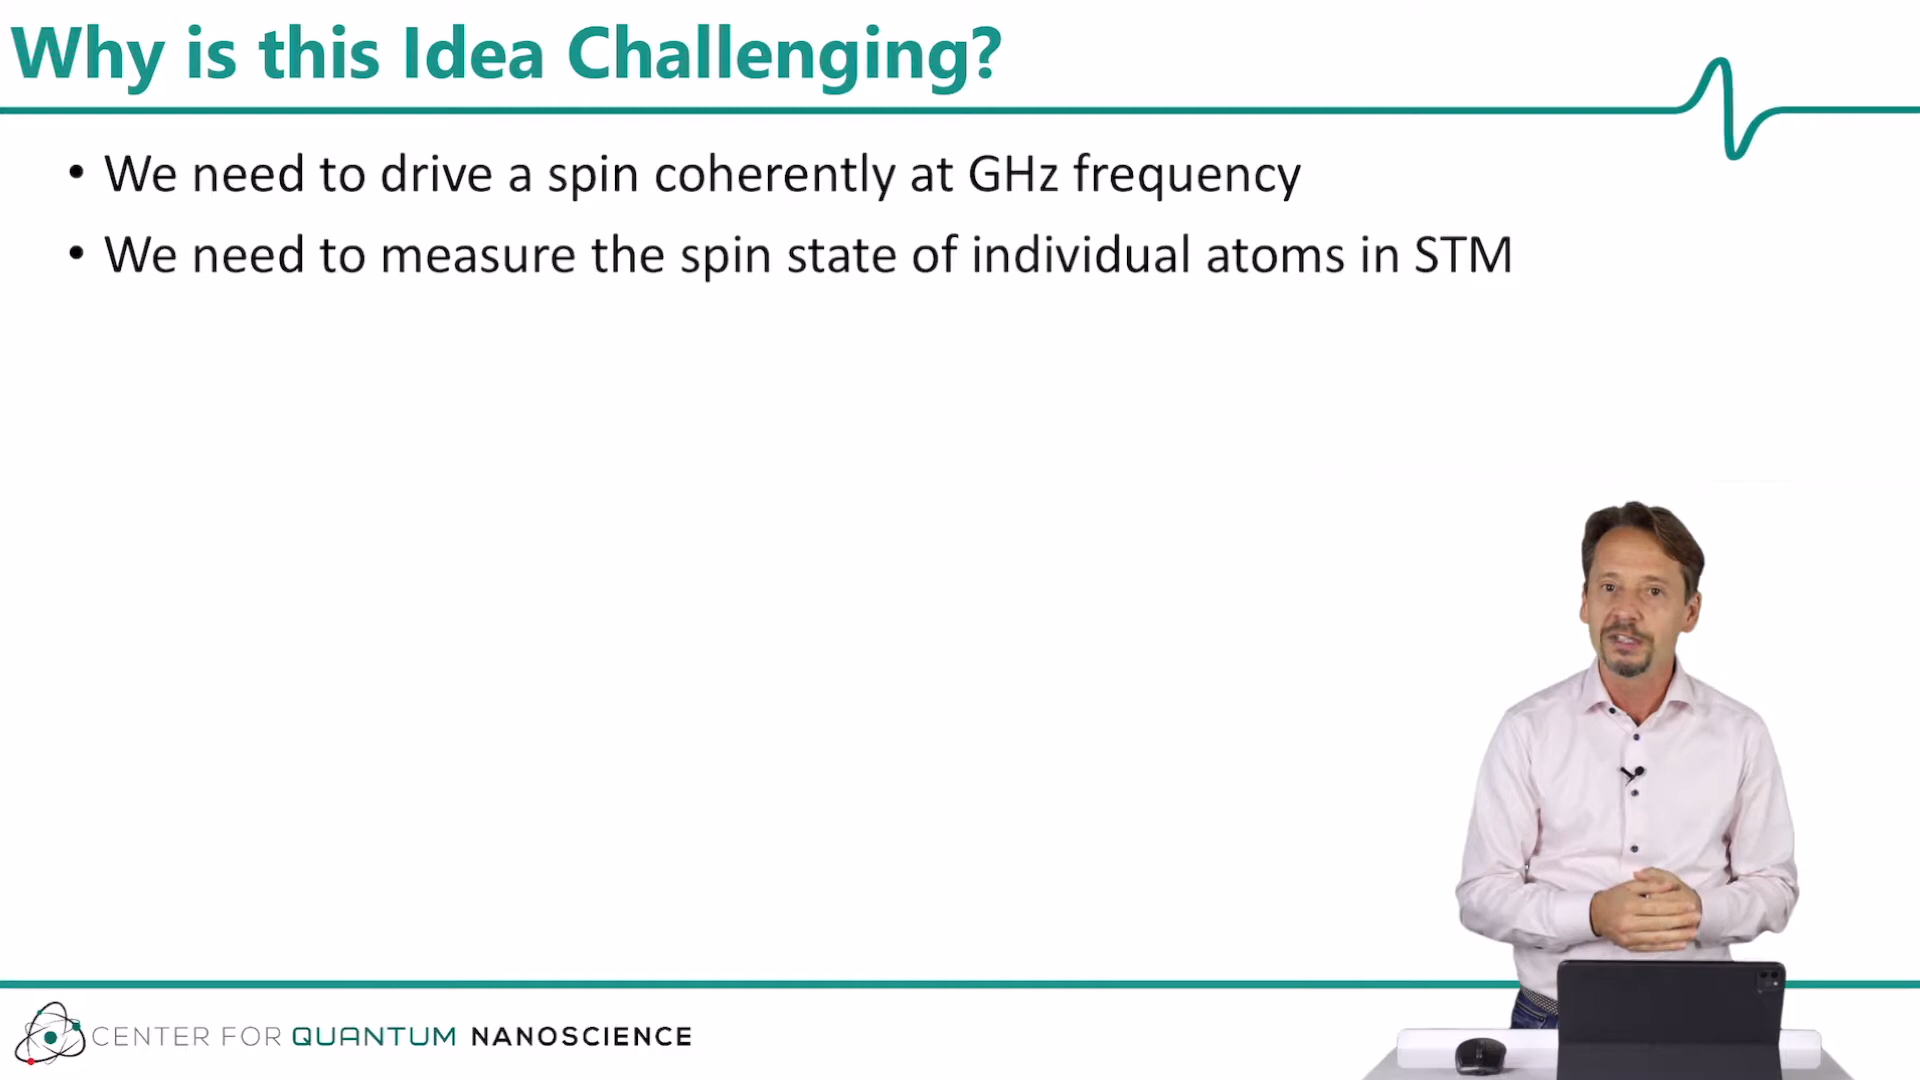 Why is this Idea Challenging?
• We need to drive a spin coherently at GHz frequency
• We need to measure the spin state of individual atoms in STM
CENTER FOR QUANTUM NANOSCIENCE